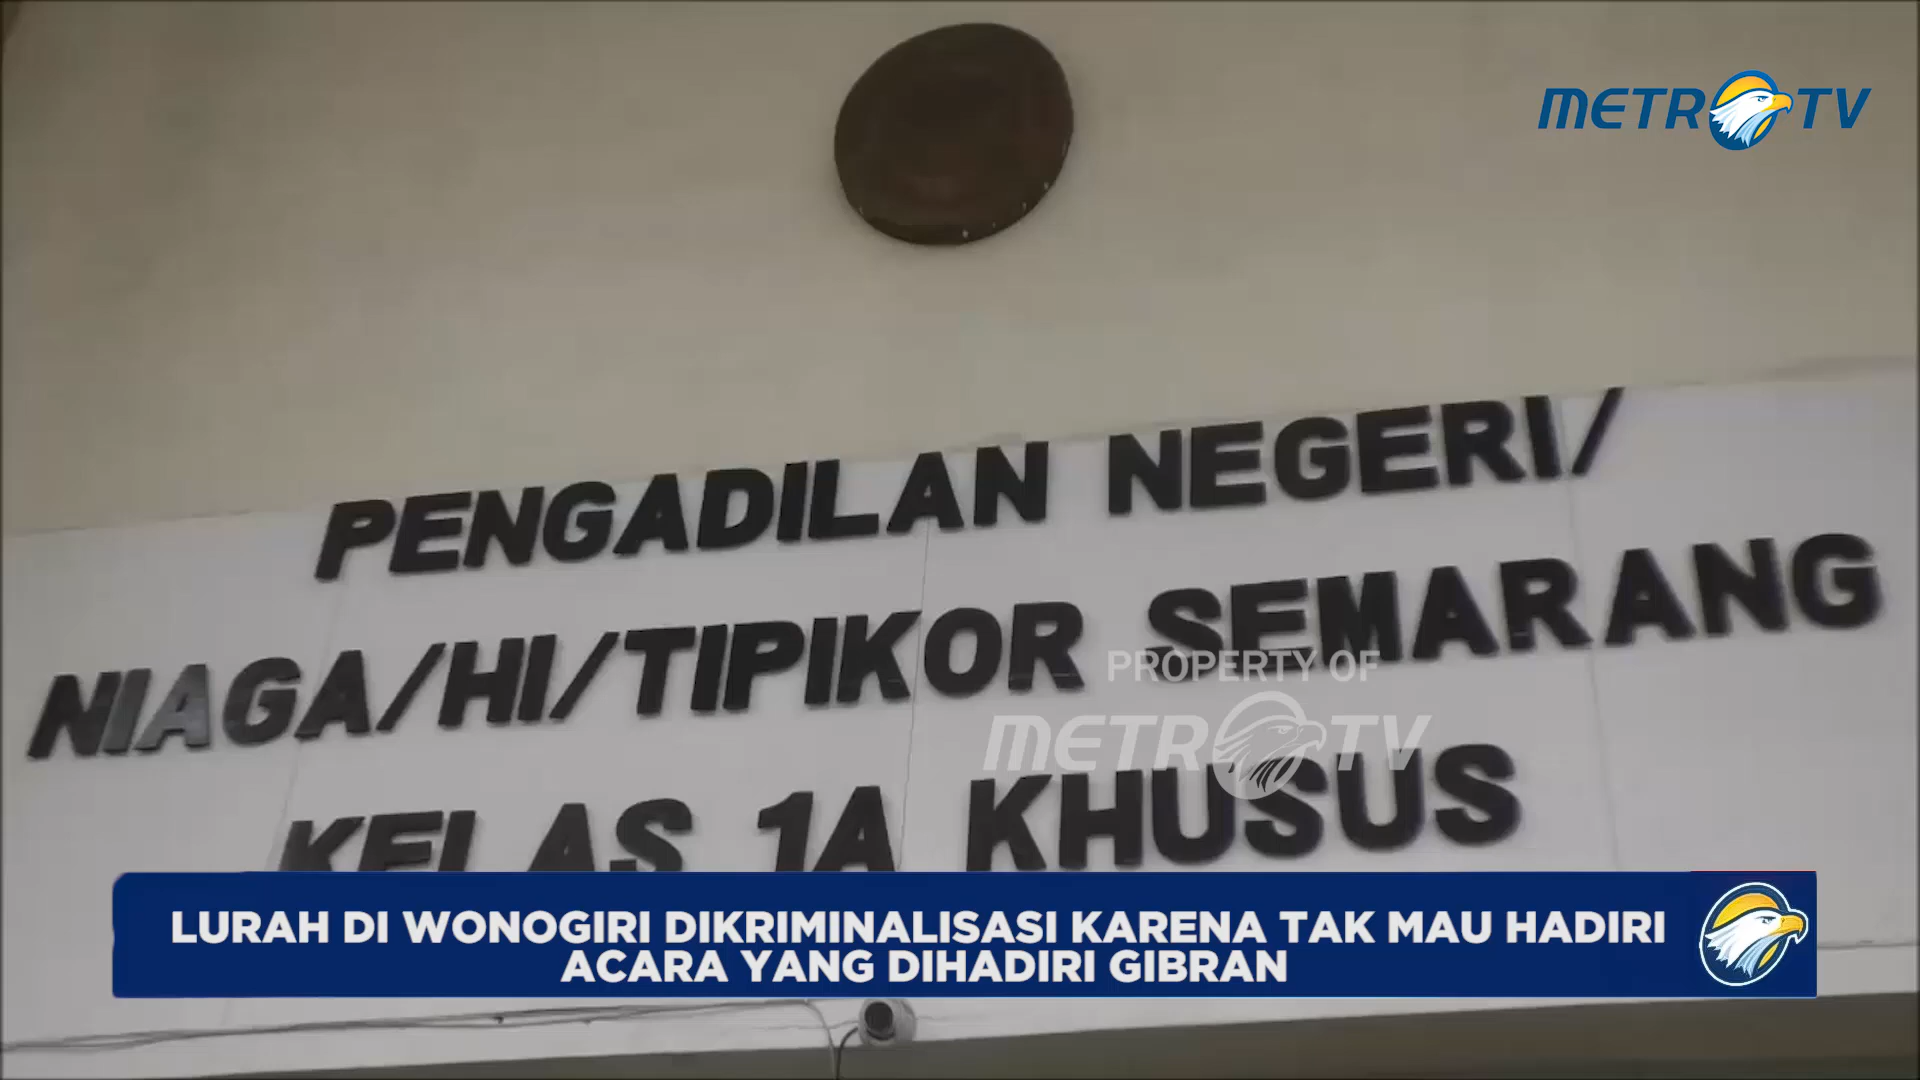 METRO TV
PENGADILAN NEGERI/
NIAGA/HI/TIPIKOR SEMARANG
PROPERTY OF
METRO TV
KELAS 1A KHUSUS
LURAH DI WONOGIRI DIKRIMINALISASI KARENA TAK MAU HADIRI
ACARA YANG DIHADIRI GIBRAN